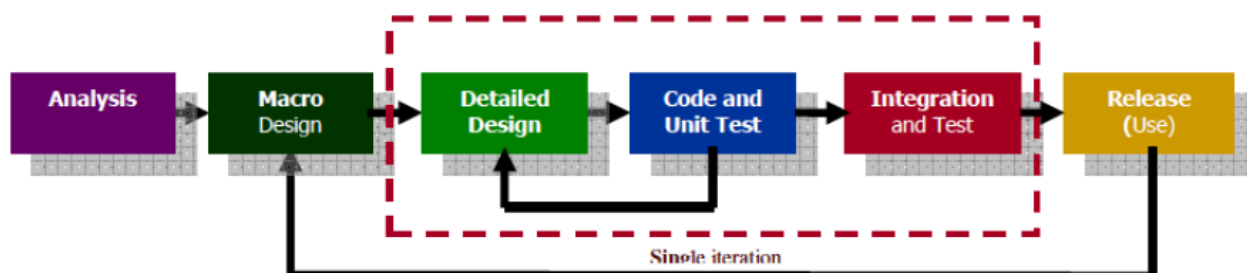 Analysis
Macro
Design
Detailed
Design
Code and
Unit Test
Integration
and Test
Release
(Use)
Single iteration